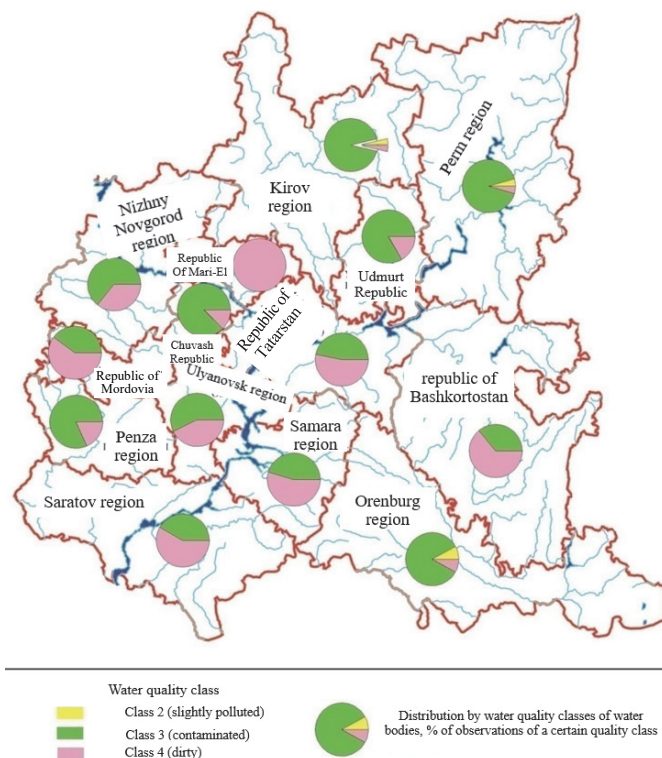 Perm region
Kirov
region
Nizhny
Novgorod
region
Republic
Of Mari-El
Udmurt
Republic
Republic of
Tatarstan
Chuvash
Republic
Republic of
Mordovia
Ulyanovsk region
republic of
Bashkortostan
Penza
region
Samara
region
Saratov region
Orenburg
region
Water quality class
Class 2 (slightly polluted)
Class 3 (contaminated)
Class 4 (dirty)
Distribution by water quality classes of water
bodies, % of observations of a certain quality class